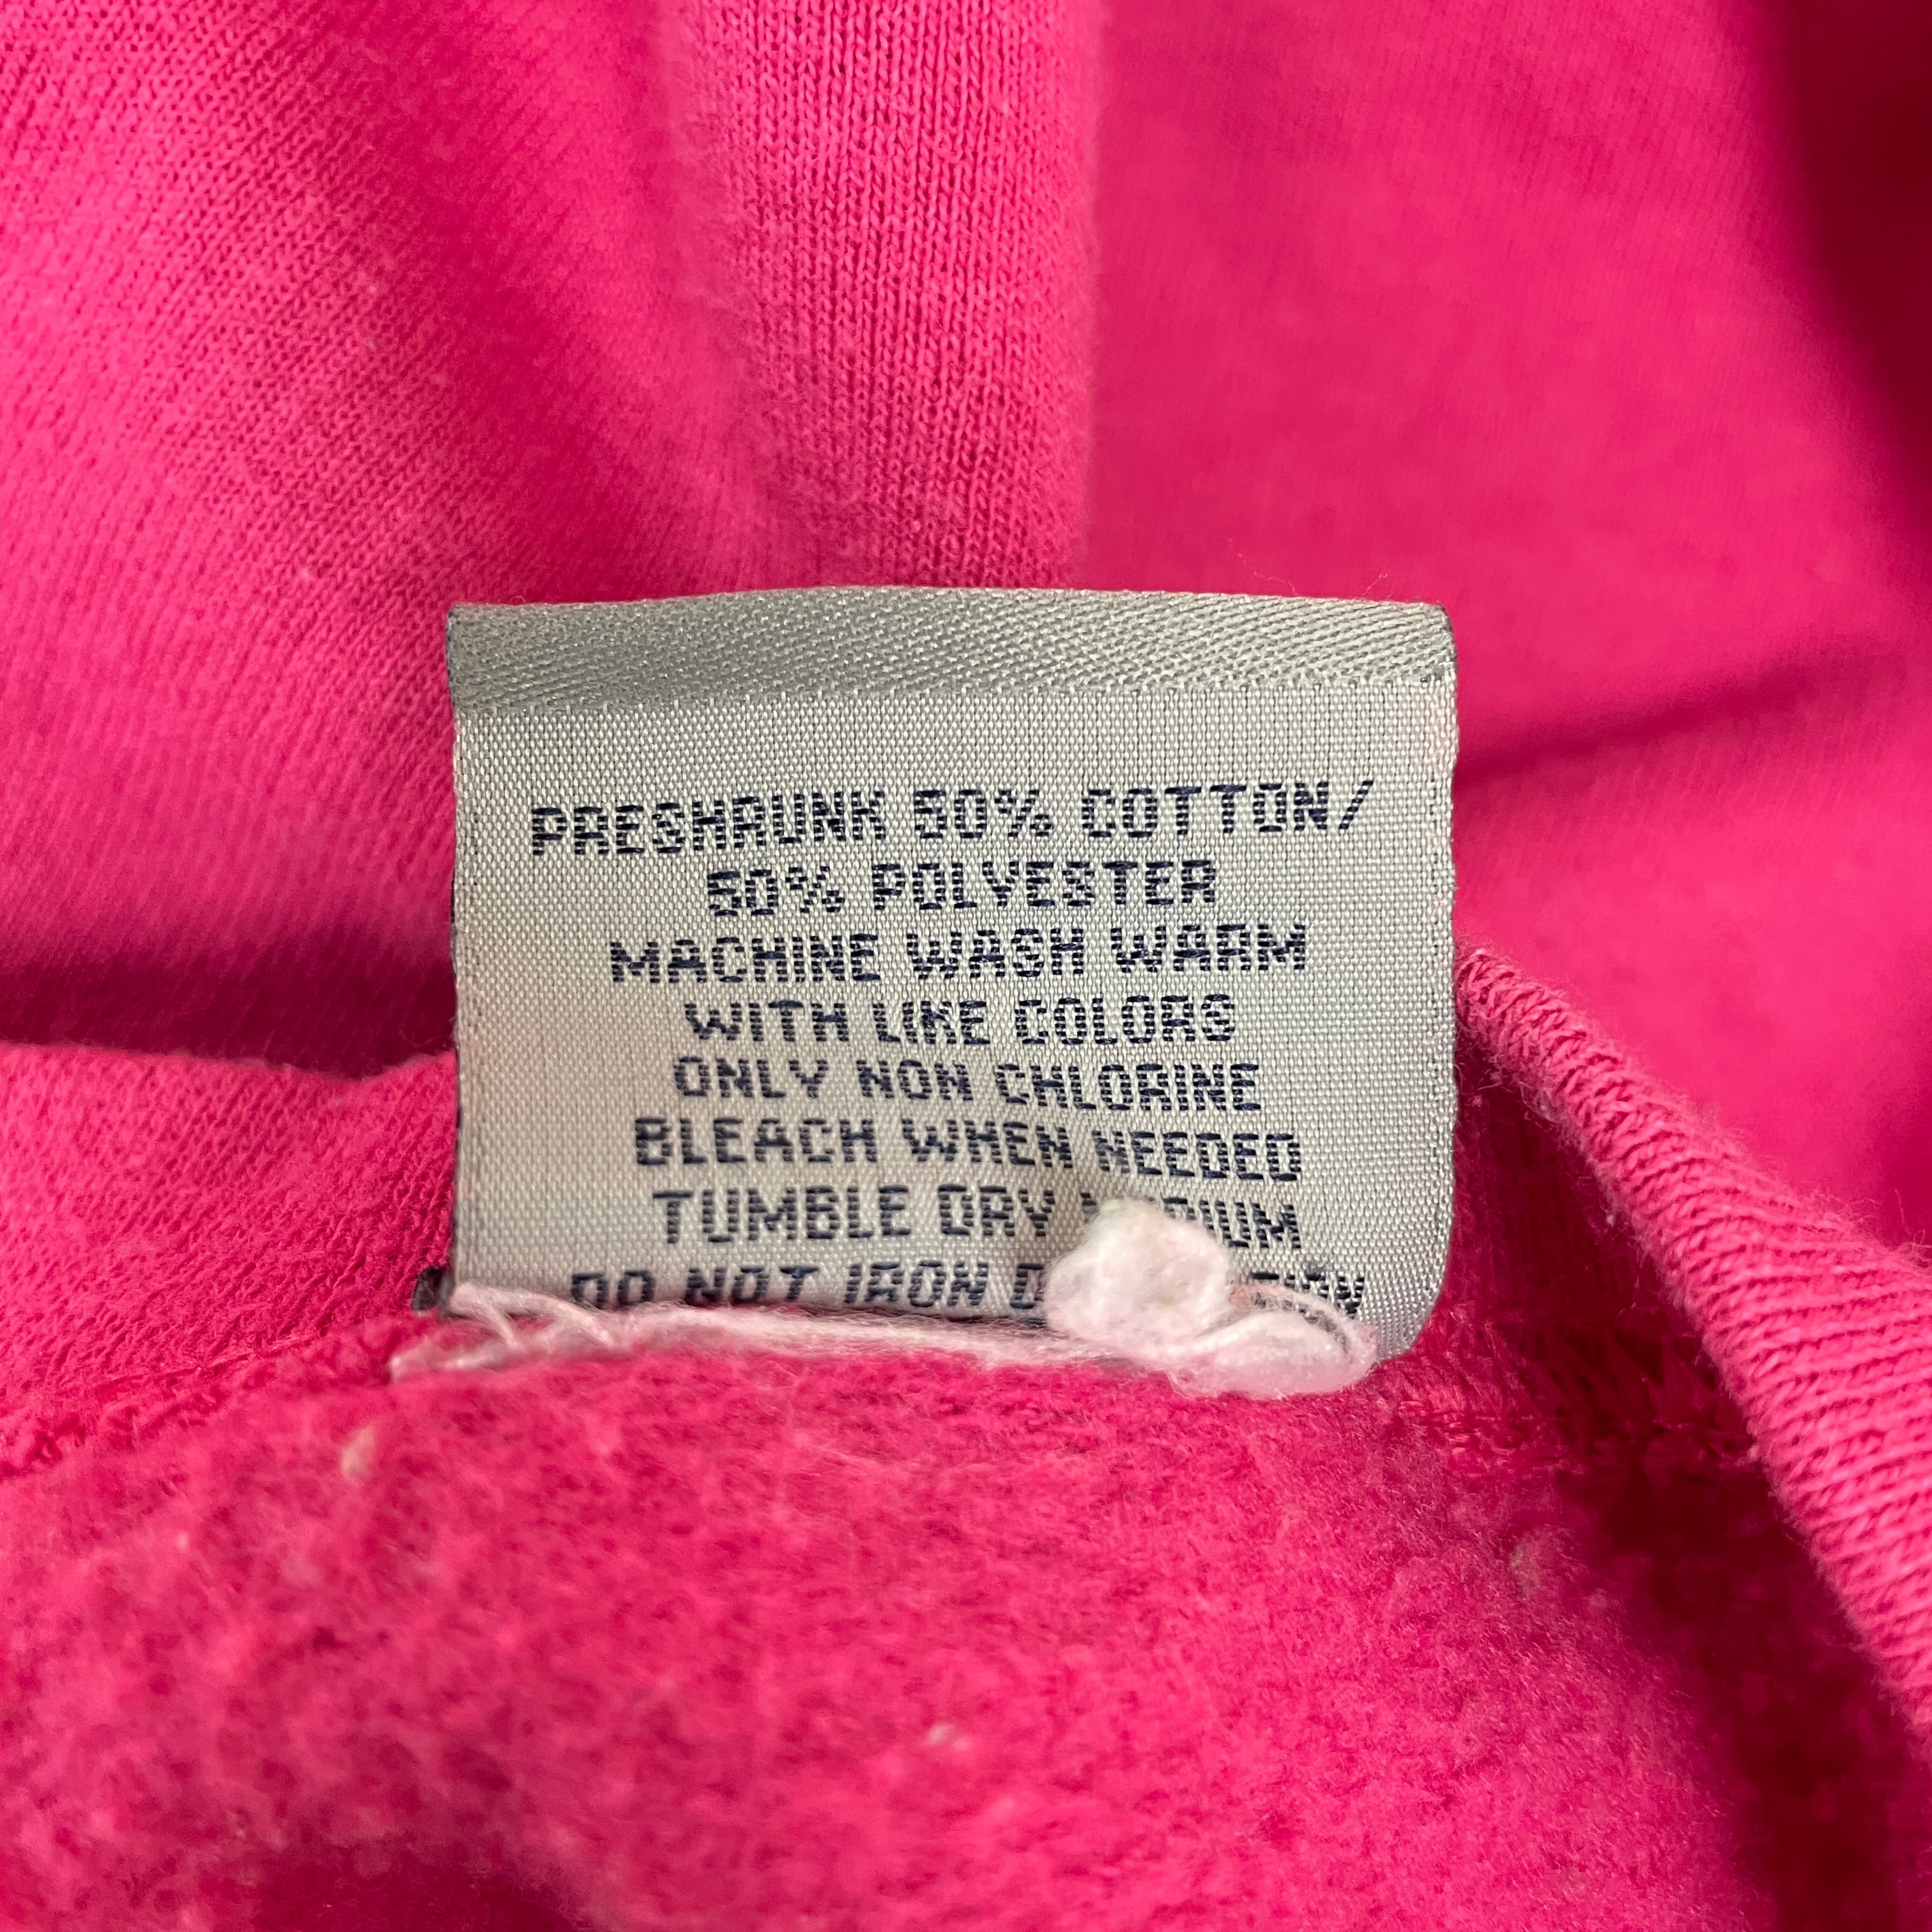 PRESHRUNK 50% COTTON/
50% POLYESTER
MACHINE WASH WARM
WITH LIKE COLORS
ONLY NON CHLORINE
BLEACH WHEN NEEDED
TUMBLE DRY MEDIUM
DO NOT IRON